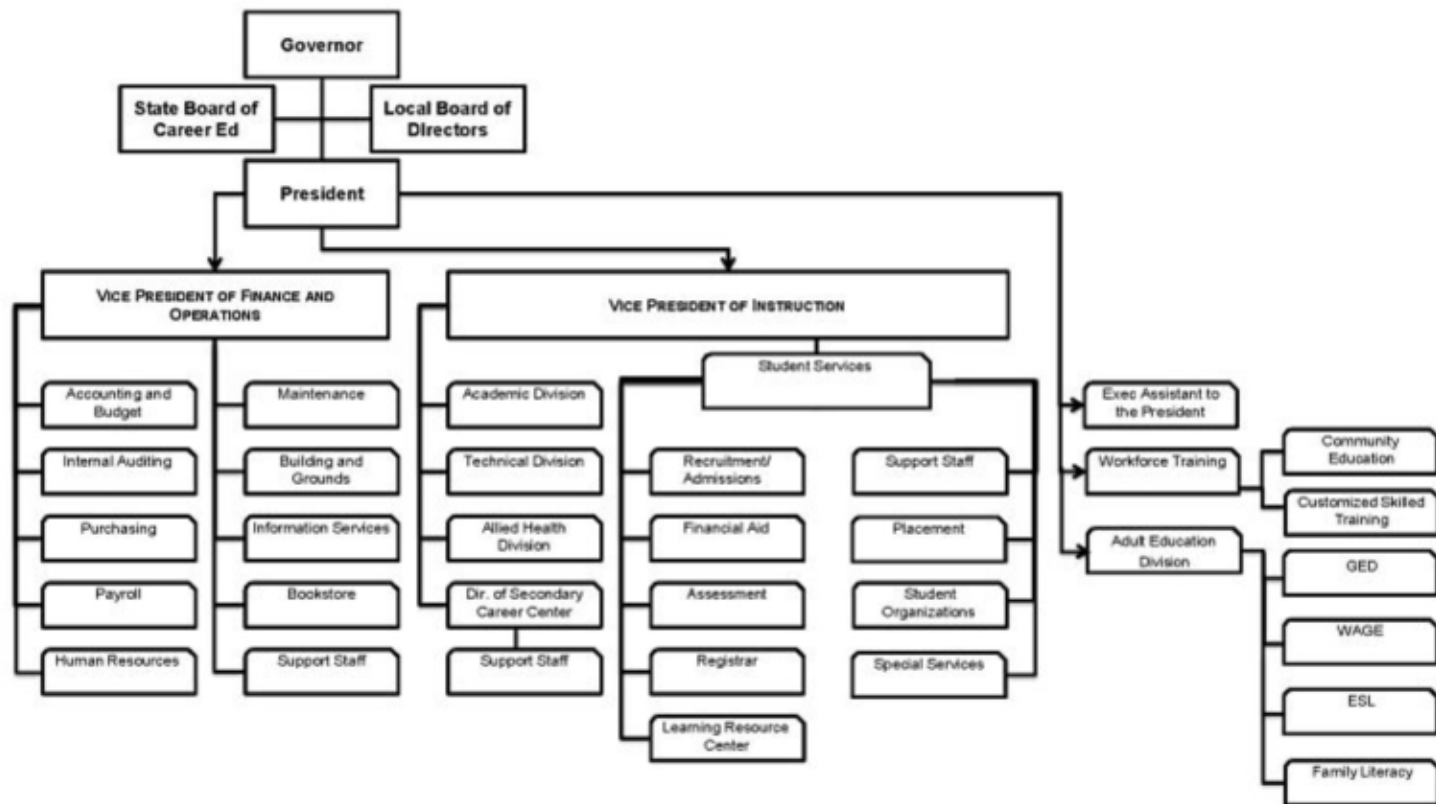 Governor
State Board of
Career Ed
Local Board of
Directors
President
VICE PRESIDENT OF FINANCE AND
OPERATIONS
VICE PRESIDENT OF INSTRUCTION
Student Services
Accounting and
Budget
Maintenance
Academic Division
Exec Assistant to
the President
Internal Auditing
Building and
Grounds
Technical Division
Recruitment/
Admissions
Support Staff
Workforce Training
Community
Education
Purchasing
Information Services
Allied Health
Division
Financial Aid
Placement
Customized Skilled
Training
Adult Education
Division
Payroll
Bookstore
Dir. of Secondary
Career Center
Assessment
Student
Organizations
GED
Human Resources
Support Staff
Support Staff
Registrar
Special Services
WAGE
Learning Resource
Center
ESL
Family Literacy